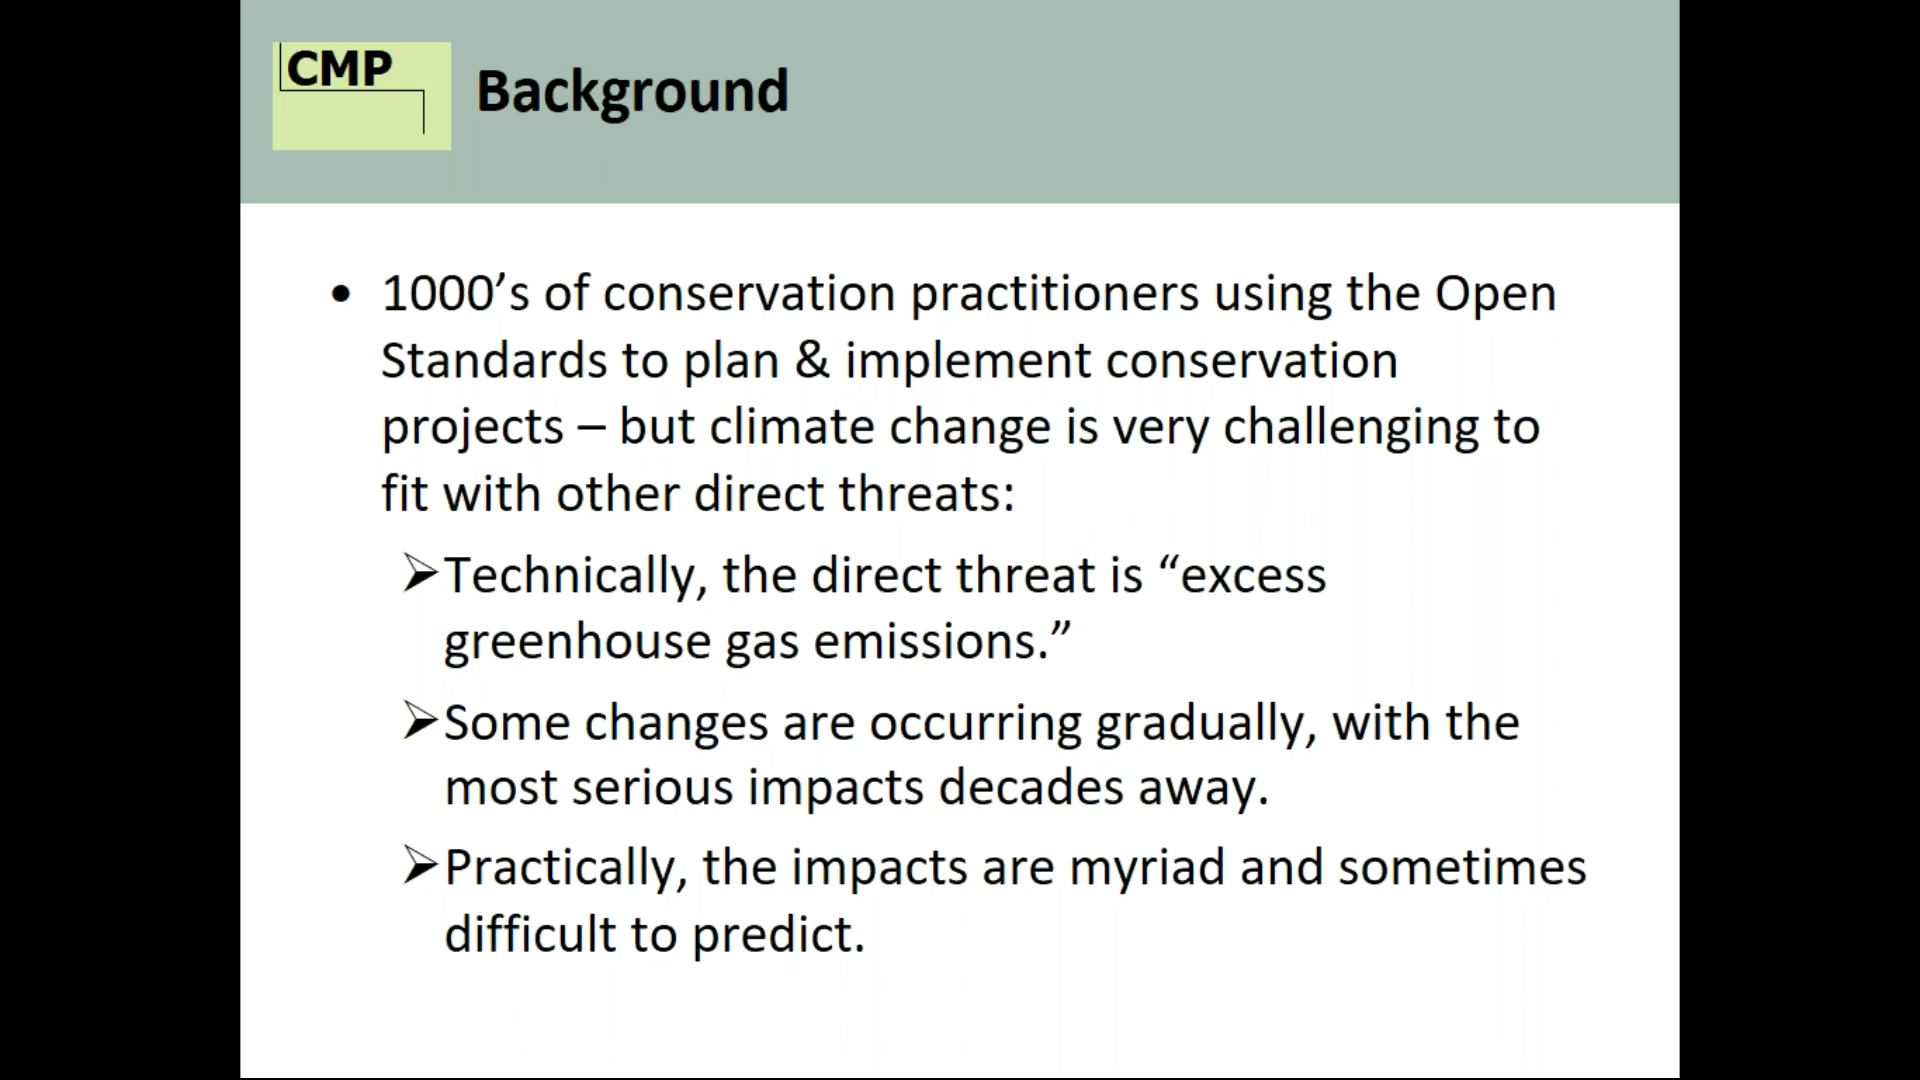 CMP
Background
• 1000’s of conservation practitioners using the Open
Standards to plan & implement conservation
projects – but climate change is very challenging to
fit with other direct threats:
➢Technically, the direct threat is “excess
greenhouse gas emissions.”
➢Some changes are occurring gradually, with the
most serious impacts decades away.
➢Practically, the impacts are myriad and sometimes
difficult to predict.